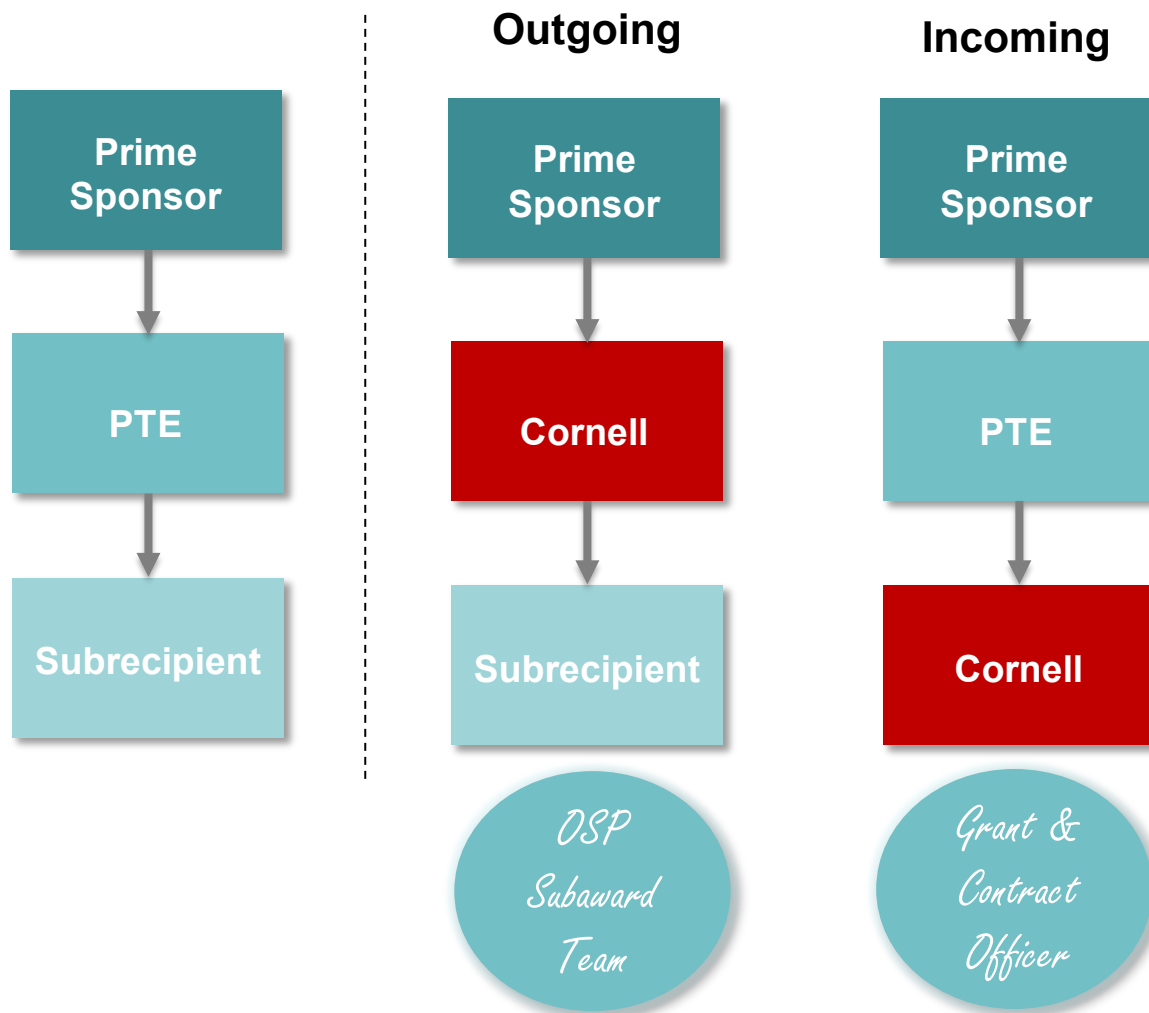 Prime
Sponsor
PTE
Subrecipient
Outgoing
Prime
Sponsor
Cornell
Subrecipient
OSP
Subaward
Team
Incoming
Prime
Sponsor
PTE
Cornell
Grant &
Contract
Officer